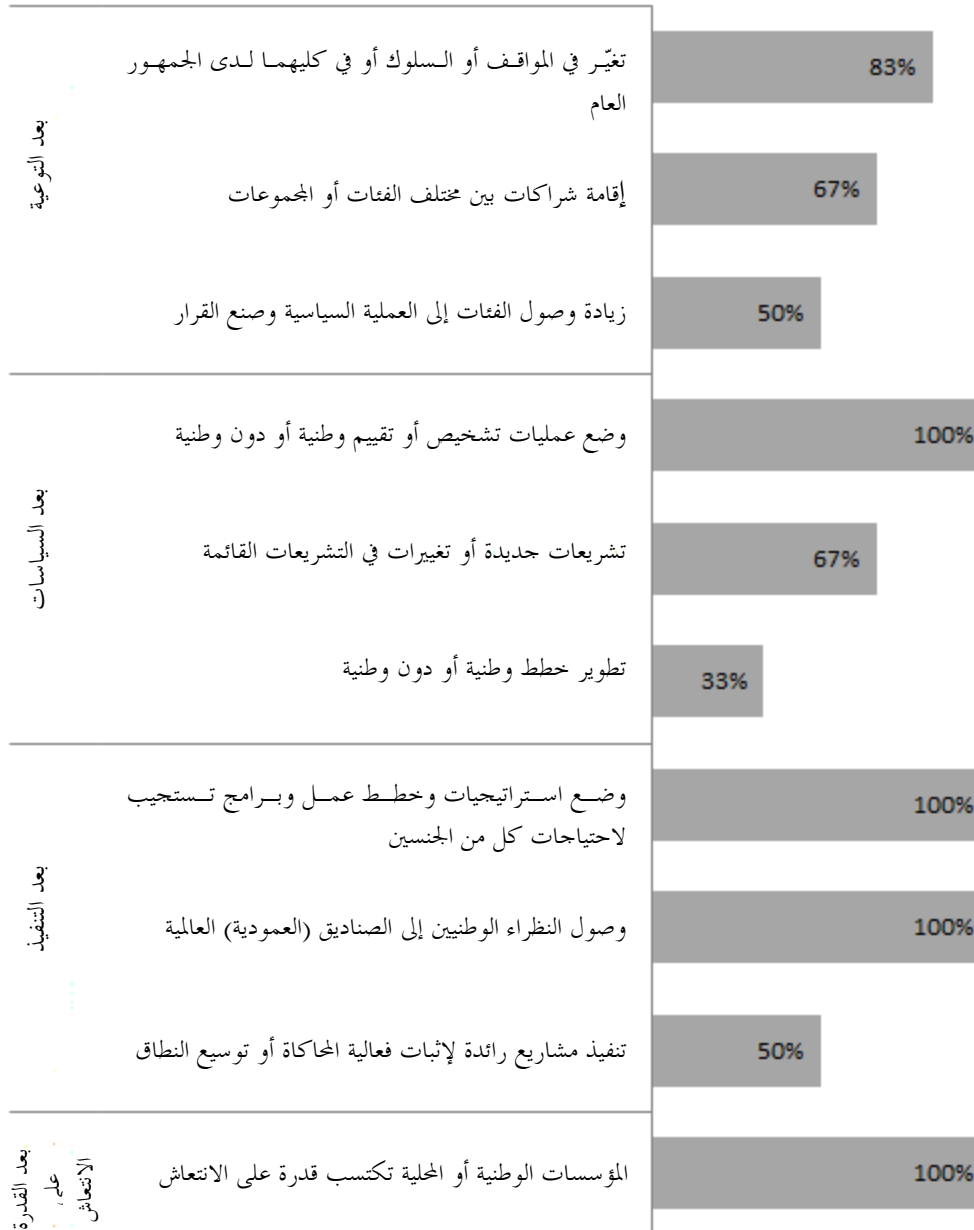 بعد التوعية
تغيّر في المواقف أو السلوك أو في كليهما لدى الجمهور
العام
83%
إقامة شراكات بين مختلف الفئات أو المجموعات
67%
زيادة وصول الفئات إلى العملية السياسية وصنع القرار
50%
بعد السياسات
وضع عمليات تشخيص أو تقييم وطنية أو دون وطنية
100%
تشريعات جديدة أو تغييرات في التشريعات القائمة
67%
تطوير خطط وطنية أو دون وطنية
33%
بعد التنفيذ
وضع استراتيجيات وخطط عمل وبرامج تستجيب
لاحتياجات كل من الجنسين
100%
وصول النظراء الوطنيين إلى الصناديق (العمودية) العالمية
100%
تنفيذ مشاريع رائدة لإثبات فعالية المحاكاة أو توسيع النطاق
50%
بعد القدرة
على
الانتعاش
المؤسسات الوطنية أو المحلية تكتسب قدرة على الانتعاش
100%